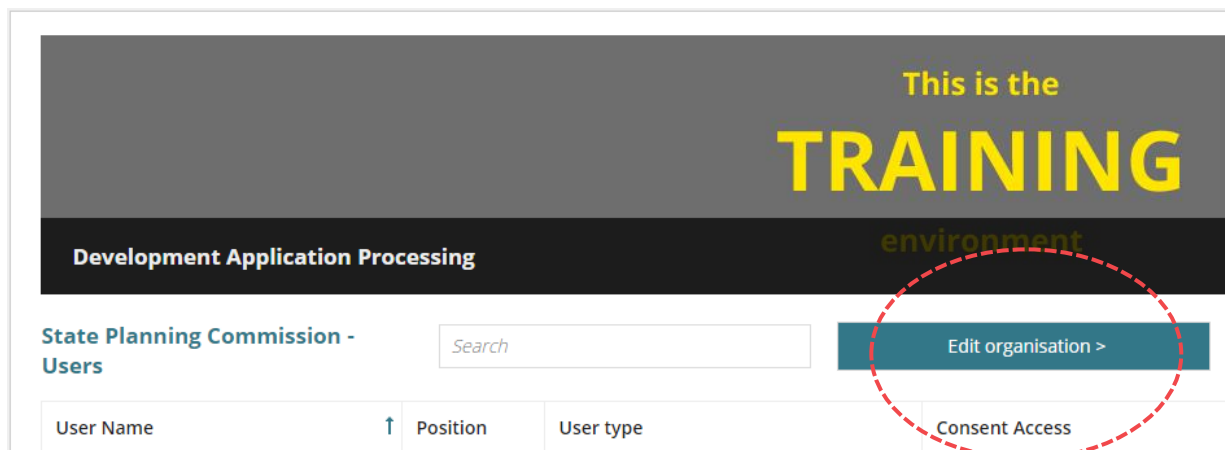 This is the
TRAINING
environment
Development Application Processing
State Planning Commission -
Users
Search
Edit organisation >
User Name ↑ Position User type Consent Access